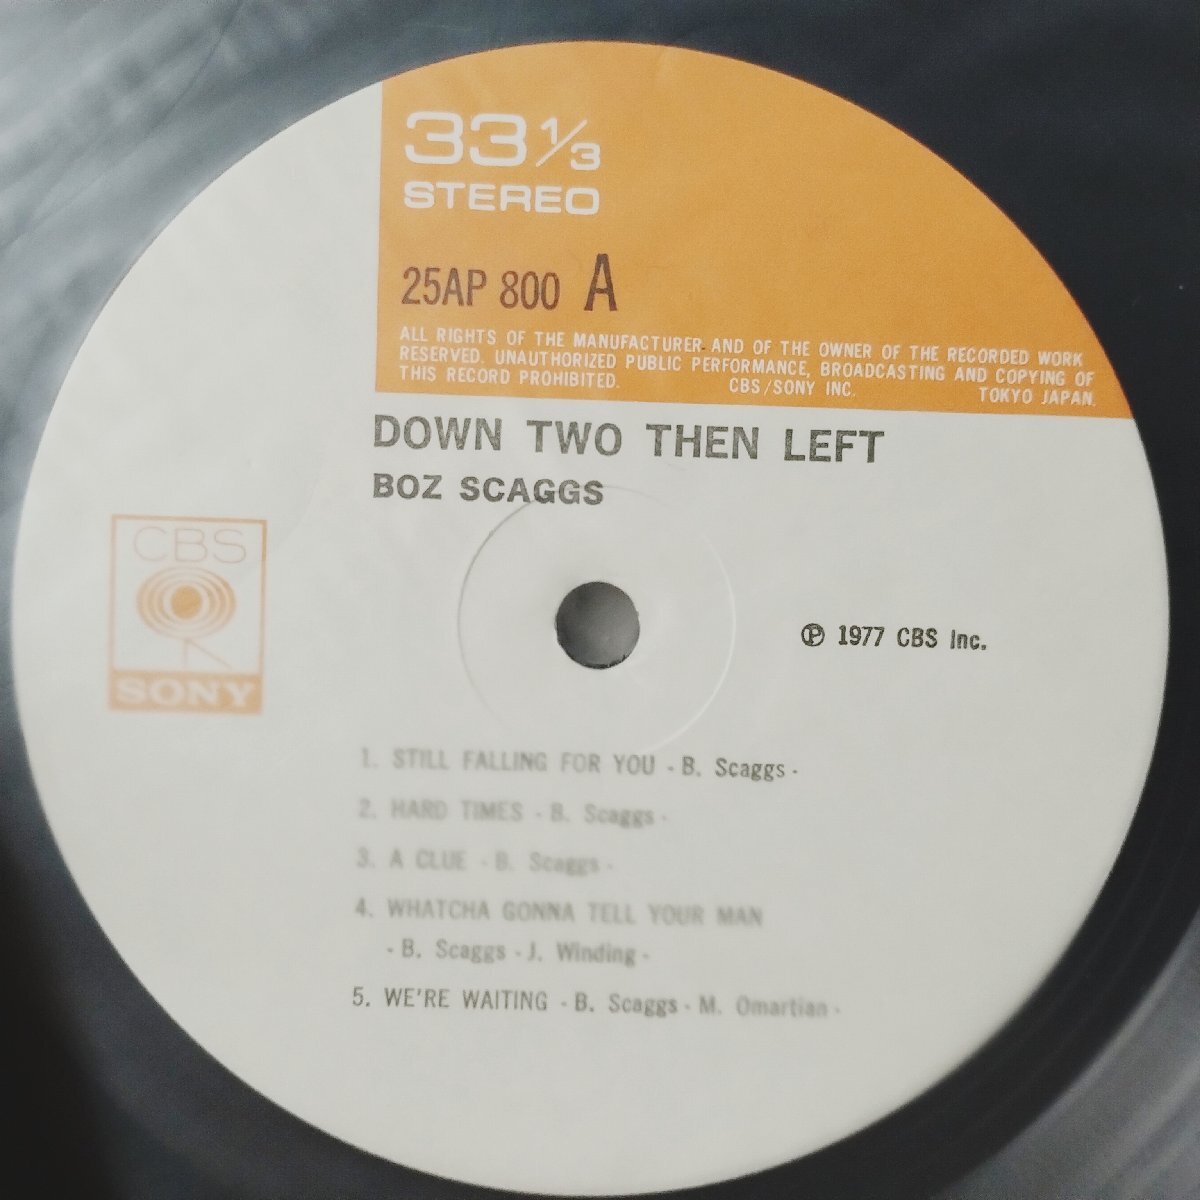 33 1/3
STEREO
25AP 800 A
ALL RIGHTS OF THE MANUFACTURER AND OF THE OWNER OF THE RECORDED WORK
RESERVED. UNAUTHORIZED PUBLIC PERFORMANCE, BROADCASTING AND COPYING OF
THIS RECORD PROHIBITED. CBS/SONY INC. TOKYO JAPAN.
DOWN TWO THEN LEFT
BOZ SCAGGS
CBS
SONY
℗ 1977 CBS Inc.
1. STILL FALLING FOR YOU - B. Scaggs -
2. HARD TIMES - B. Scaggs -
3. A CLUE - B. Scaggs -
4. WHATCHA GONNA TELL YOUR MAN
- B. Scaggs - J. Winding -
5. WE'RE WAITING - B. Scaggs - M. Omartian -